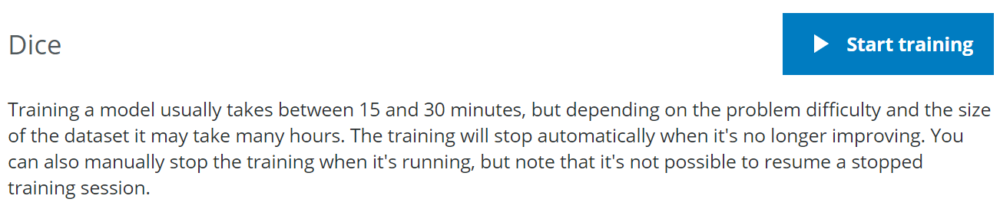 Dice
Start training
Training a model usually takes between 15 and 30 minutes, but depending on the problem difficulty and the size
of the dataset it may take many hours. The training will stop automatically when it's no longer improving. You
can also manually stop the training when it's running, but note that it's not possible to resume a stopped
training session.